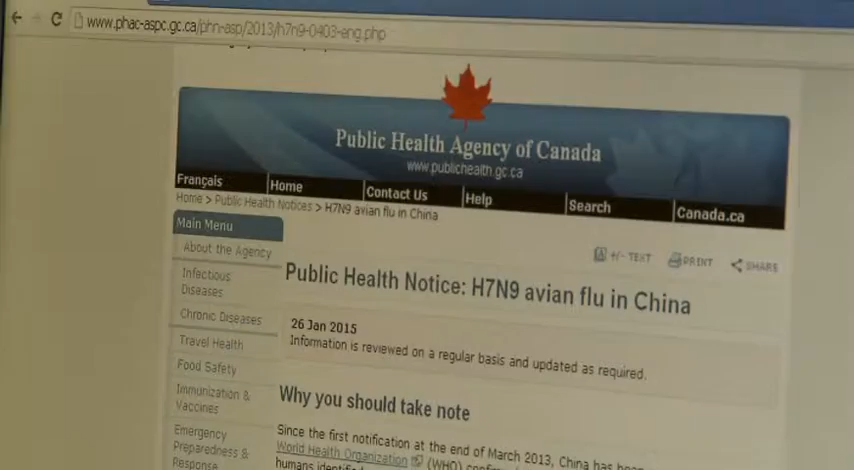 www.phac-aspc.gc.ca/phn-asp/2013/h7n9-0403-eng.php
Public Health Agency of Canada
www.publichealth.gc.ca
Français Home Contact Us Help Search Canada.ca
Home > Public Health Notices > H7N9 avian flu in China
Main Menu
About the Agency
Infectious
Diseases
Chronic Diseases
Travel Health
Food Safety
Immunization &
Vaccines
Emergency
Preparedness &
Response
+/- TEXT PRINT SHARE
Public Health Notice: H7N9 avian flu in China
26 Jan 2015
Information is reviewed on a regular basis and updated as required.
Why you should take note
Since the first notification at the end of March 2013, China has been
World Health Organization (WHO)
humans